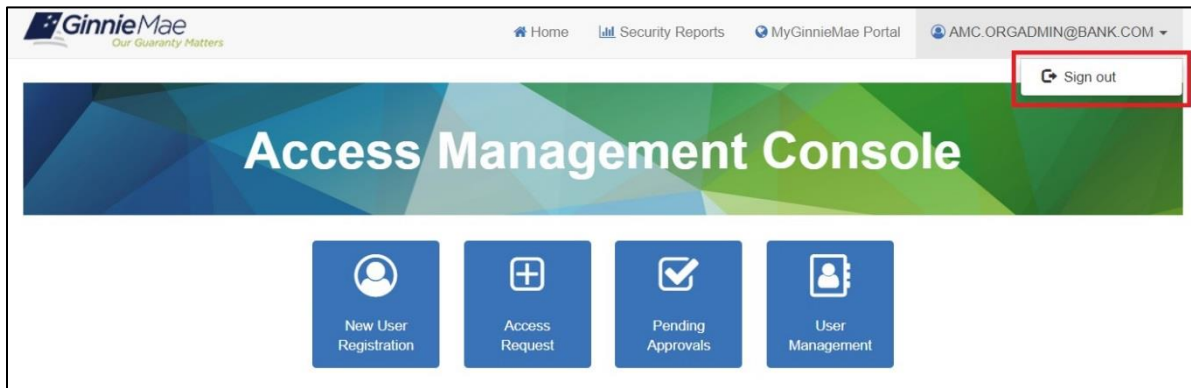 GinnieMae
Our Guaranty Matters
Home Security Reports MyGinnieMae Portal AMC.ORGADMIN@BANK.COM
Sign out
Access Management Console
New User
Registration
Access
Request
Pending
Approvals
User
Management